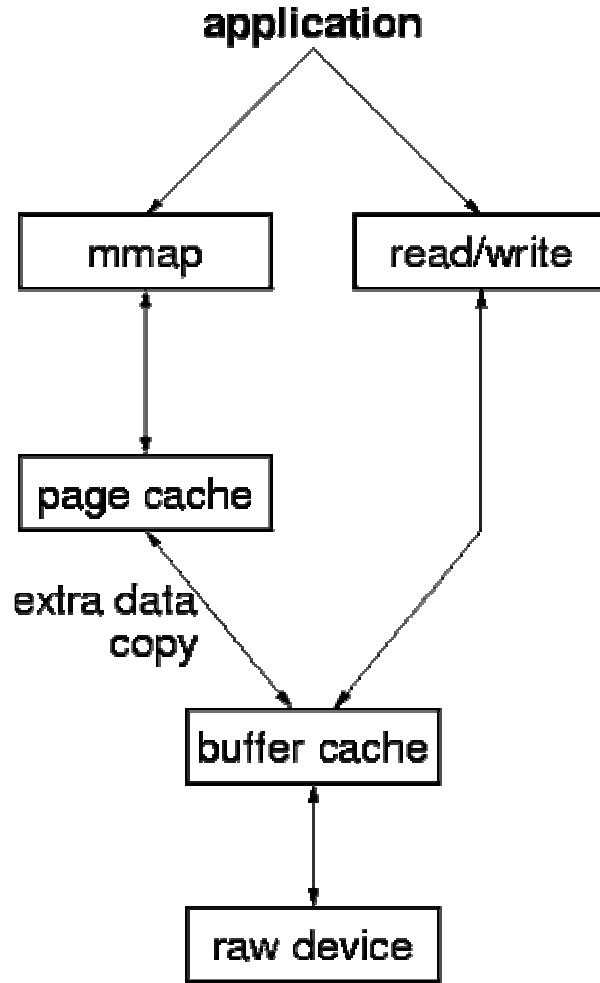 application
mmap
read/write
page cache
extra data
copy
buffer cache
raw device